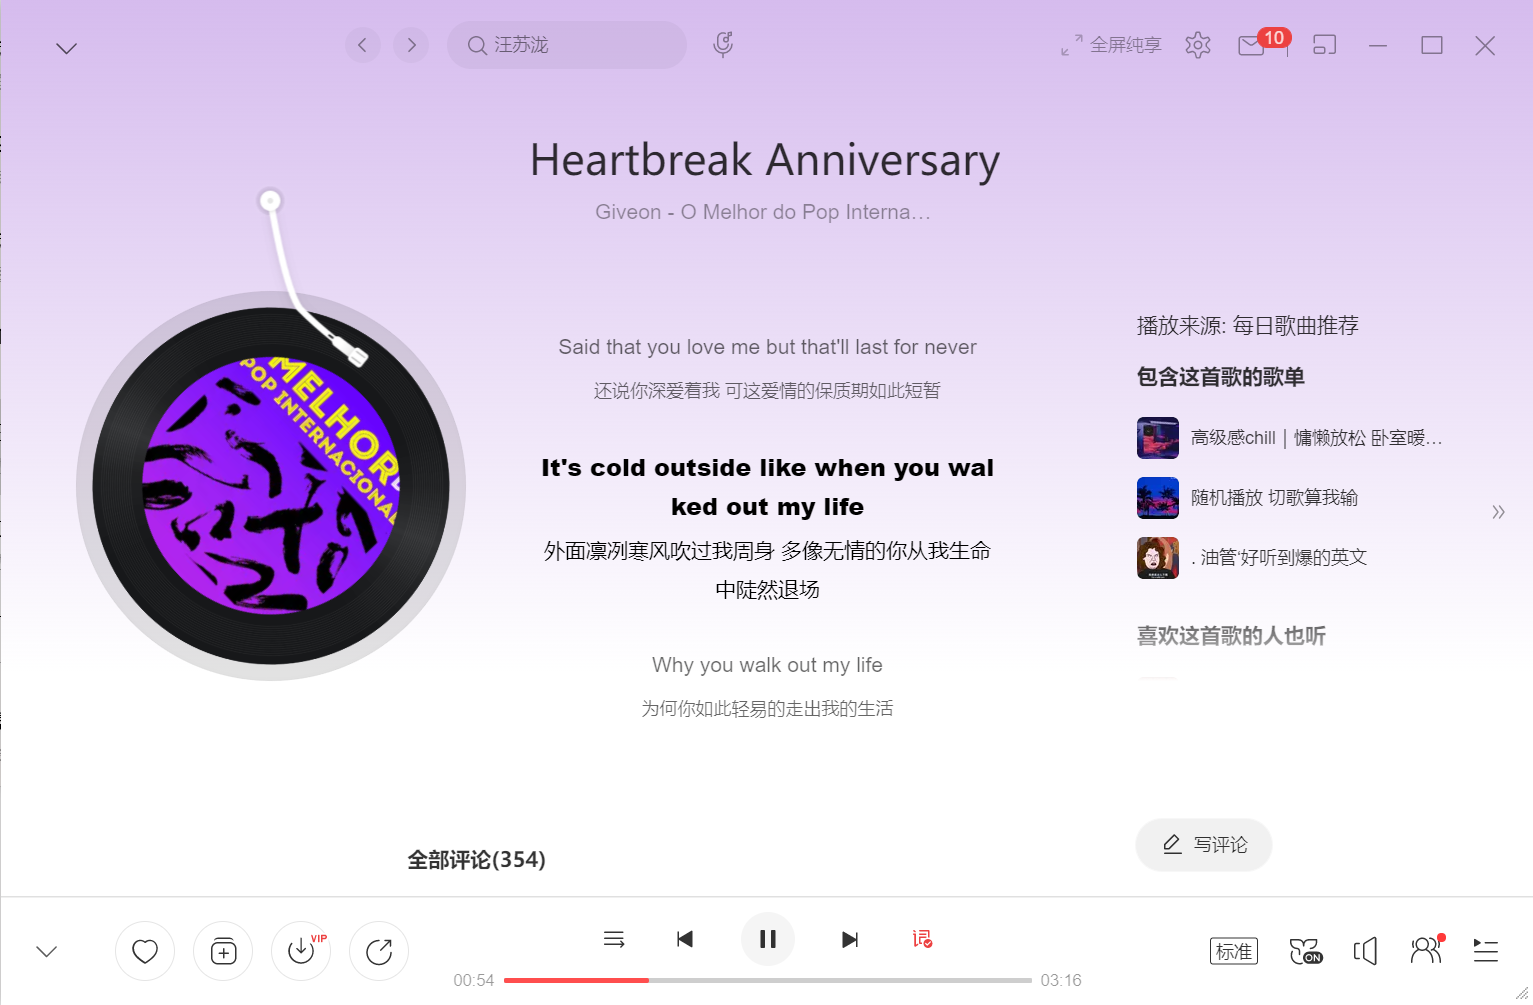 汪苏泷
全屏纯享
10
Heartbreak Anniversary
Giveon - O Melhor do Pop Interna…
MELHOR
POP INTERNACIONAL
Said that you love me but that'll last for never
还说你深爱着我 可这爱情的保质期如此短暂
It's cold outside like when you wal
ked out my life
外面凛冽寒风吹过我周身 多像无情的你从我生命
中陡然退场
Why you walk out my life
为何你如此轻易的走出我的生活
播放来源: 每日歌曲推荐
包含这首歌的歌单
高级感chill｜慵懒放松 卧室暖…
随机播放 切歌算我输
. 油管'好听到爆的英文
喜欢这首歌的人也听
全部评论(354)
写评论
VIP
词
00:54
03:16
标准
ON